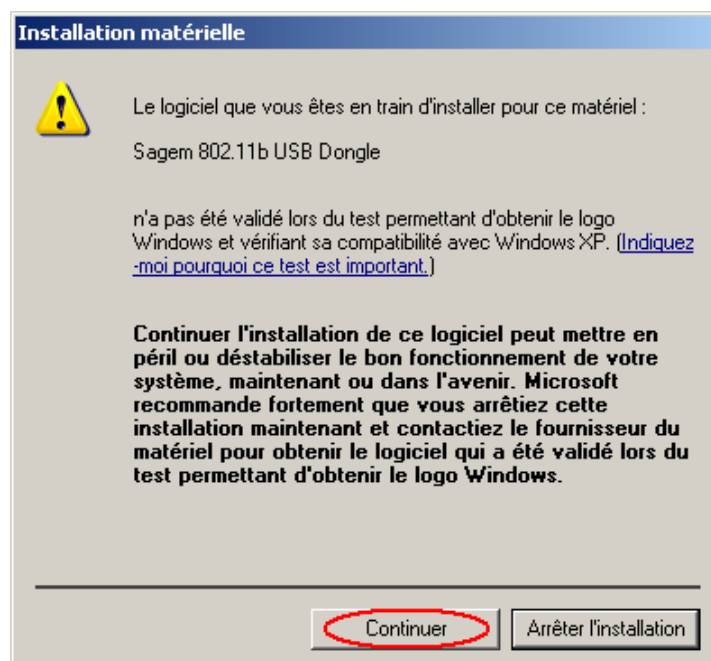 Installation matérielle
Le logiciel que vous êtes en train d'installer pour ce matériel :
Sagem 802.11b USB Dongle
n'a pas été validé lors du test permettant d'obtenir le logo
Windows et vérifiant sa compatibilité avec Windows XP. (Indiquez
-moi pourquoi ce test est important.)
Continuer l'installation de ce logiciel peut mettre en
péril ou déstabiliser le bon fonctionnement de votre
système, maintenant ou dans l'avenir. Microsoft
recommande fortement que vous arrêtiez cette
installation maintenant et contactiez le fournisseur du
matériel pour obtenir le logiciel qui a été validé lors du
test permettant d'obtenir le logo Windows.
Continuer
Arrêter l'installation